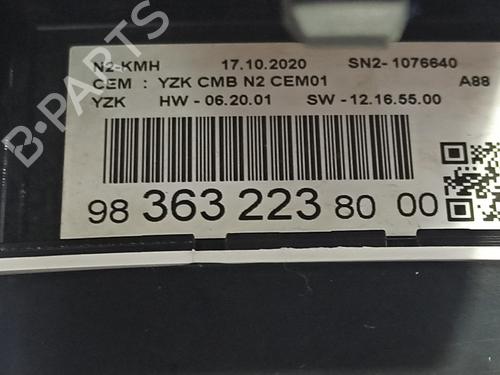 N2-KMH 17.10.2020 SN2-1076640
CEM : YZK CMB N2 CEM01 A88
YZK HW - 06.20.01 SW - 12.16.55.00
98 363 223 80 00
B-PARTS